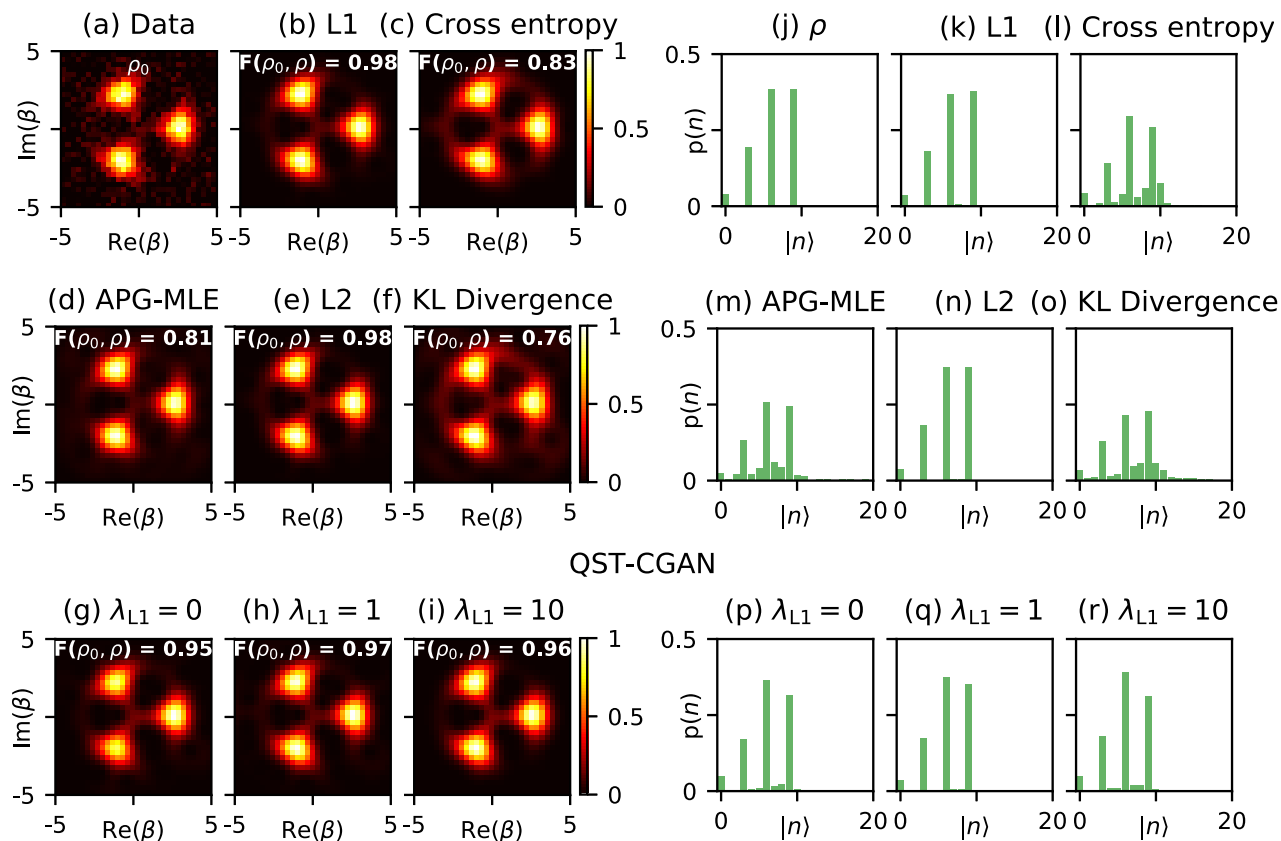 (a) Data
(b) L1
(c) Cross entropy
(j) ρ
(k) L1
(l) Cross entropy
5
ρ₀
F(ρ₀, ρ) = 0.98
F(ρ₀, ρ) = 0.83
1
0.5
0
Im(β)
-5
-5 5
Re(β)
-5 5
Re(β)
-5 5
Re(β)
0.5
p(n)
0
0 20
|n⟩
0 20
|n⟩
0 20
|n⟩
(d) APG-MLE
(e) L2
(f) KL Divergence
(m) APG-MLE
(n) L2
(o) KL Divergence
5
F(ρ₀, ρ) = 0.81
F(ρ₀, ρ) = 0.98
F(ρ₀, ρ) = 0.76
1
0.5
0
Im(β)
-5
-5 5
Re(β)
-5 5
Re(β)
-5 5
Re(β)
0.5
p(n)
0
0 20
|n⟩
0 20
|n⟩
0 20
|n⟩
QST-CGAN
(g) λL1 = 0
(h) λL1 = 1
(i) λL1 = 10
(p) λL1 = 0
(q) λL1 = 1
(r) λL1 = 10
5
F(ρ₀, ρ) = 0.95
F(ρ₀, ρ) = 0.97
F(ρ₀, ρ) = 0.96
1
0.5
0
Im(β)
-5
-5 5
Re(β)
-5 5
Re(β)
-5 5
Re(β)
0.5
p(n)
0
0 20
|n⟩
0 20
|n⟩
0 20
|n⟩